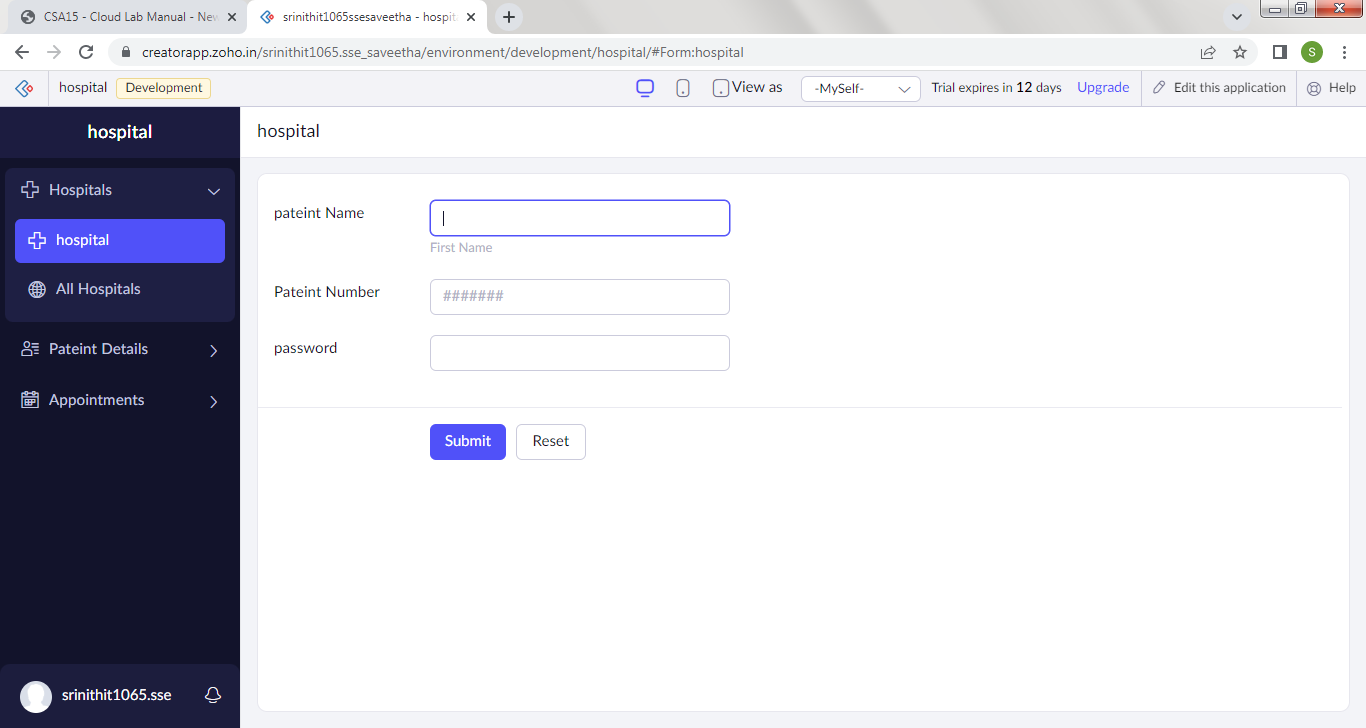 CSA15 - Cloud Lab Manual - New
srinithit1065ssesaveetha - hospit
creatorapp.zoho.in/srinithit1065.sse_saveetha/environment/development/hospital/#Form:hospital
S
hospital
Development
View as
-MySelf-
Trial expires in 12 days
Upgrade
Edit this application
Help
hospital
Hospitals
hospital
All Hospitals
Pateint Details
Appointments
srinithit1065.sse
hospital
pateint Name
First Name
Pateint Number
#######
password
Submit
Reset